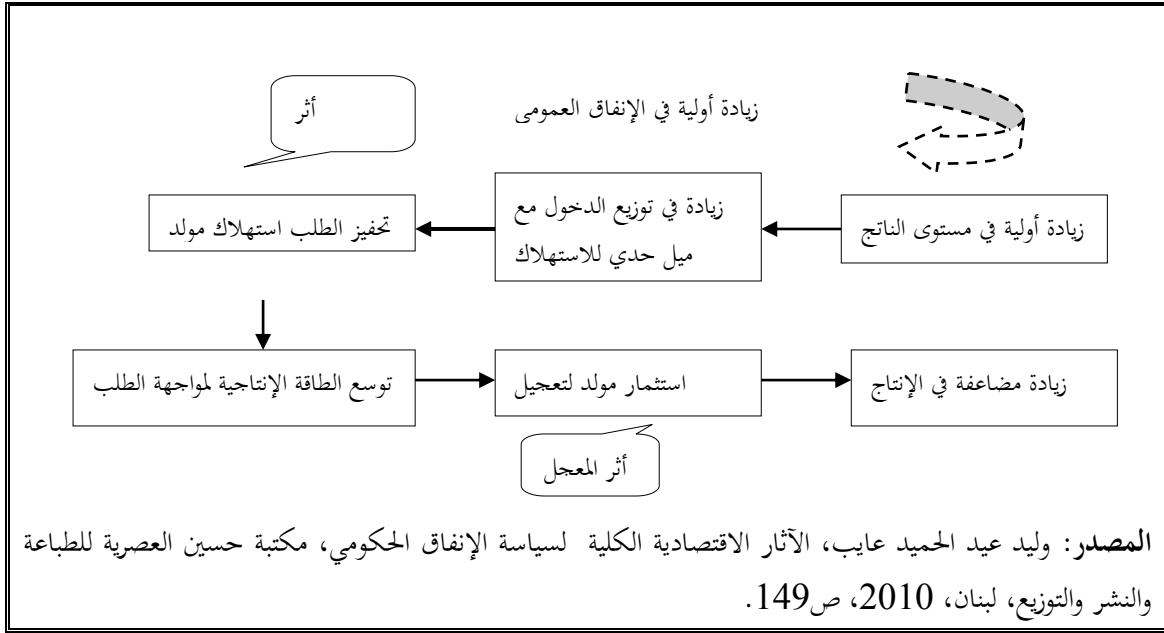 زيادة أولية في الإنفاق العمومى
أثر
زيادة أولية في مستوى الناتج
زيادة في توزيع الدخول مع
ميل حدي للاستهلاك
تحفيز الطلب استهلاك مولد
توسع الطاقة الإنتاجية لمواجهة الطلب
استثمار مولد لتعجيل
زيادة مضاعفة في الإنتاج
أثر المعجل
المصدر: وليد عيد الحميد عايب، الآثار الاقتصادية الكلية لسياسة الإنفاق الحكومي، مكتبة حسين العصرية للطباعة
والنشر والتوزيع، لبنان، 2010، ص149.